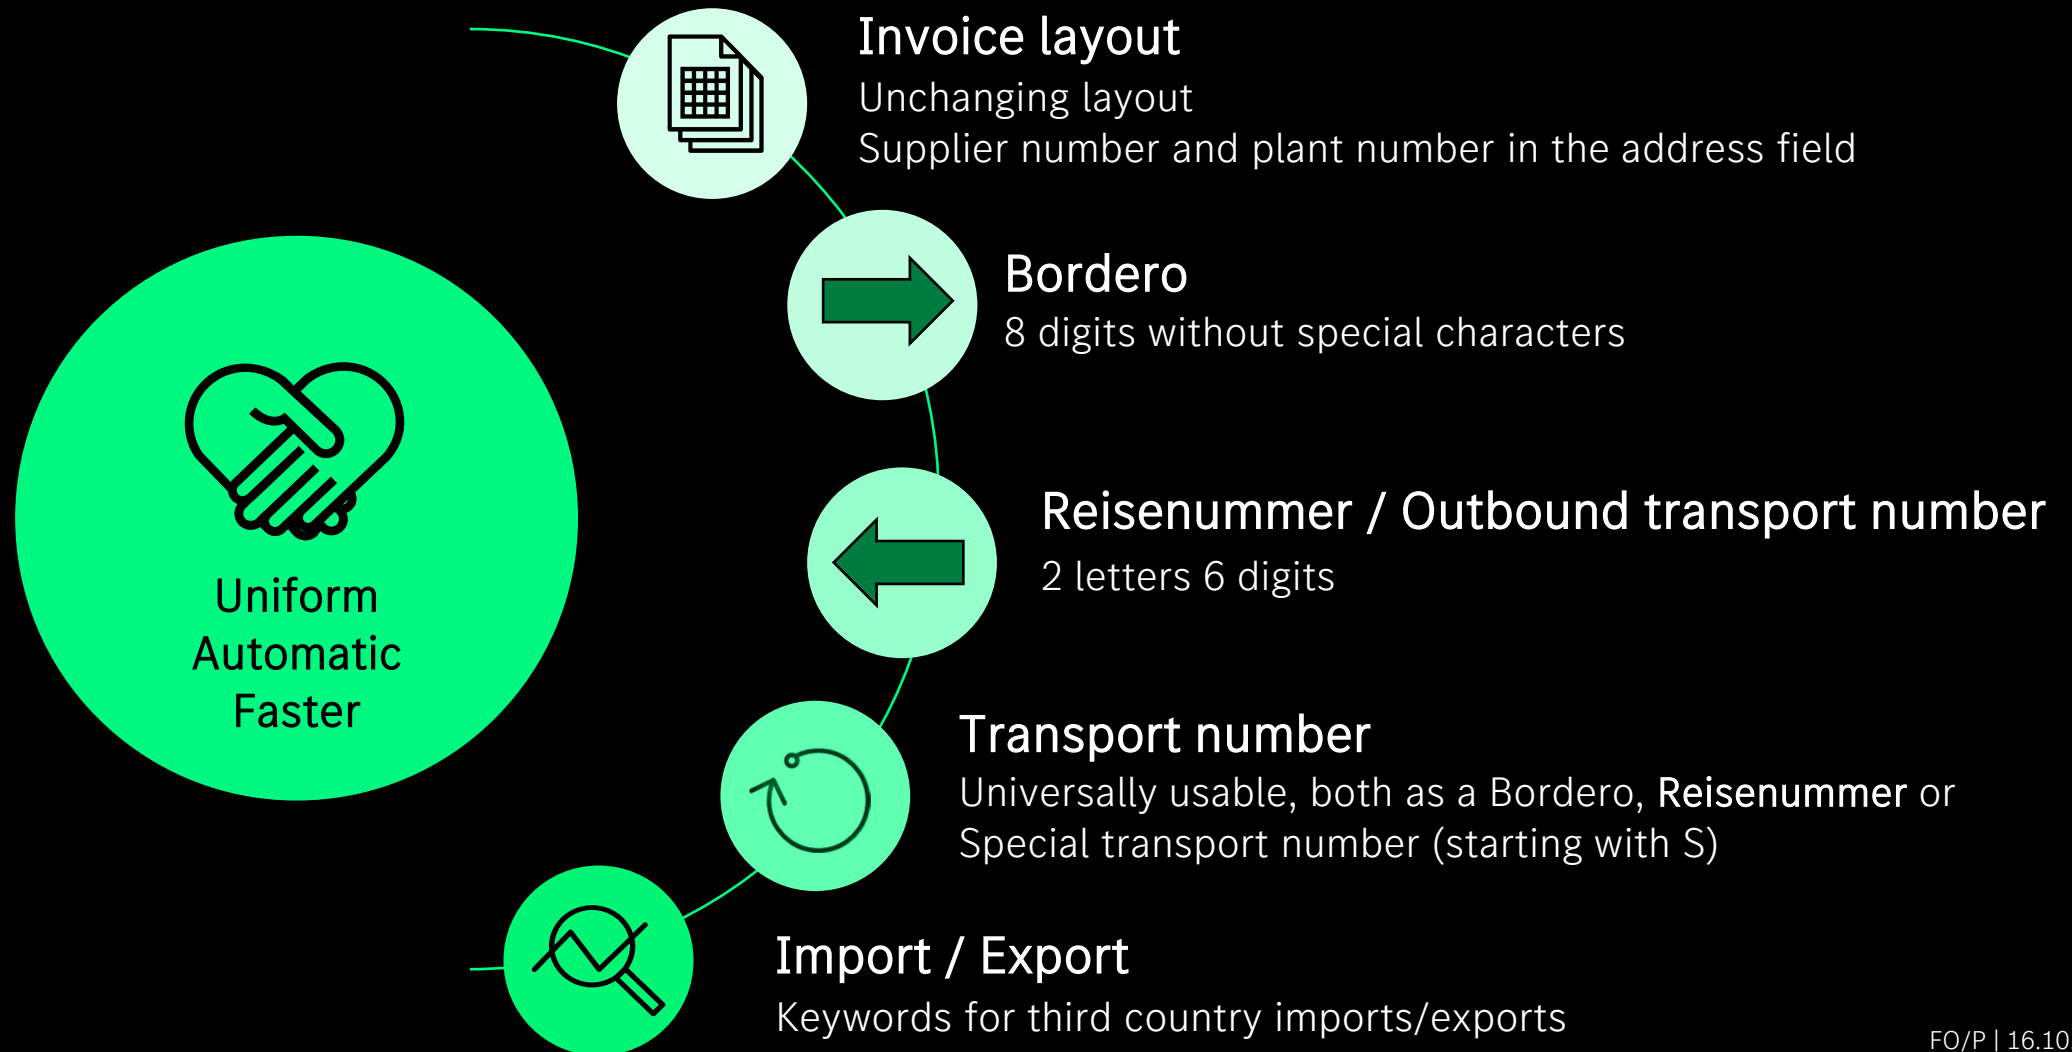 Invoice layout
Unchanging layout
Supplier number and plant number in the address field
Bordero
8 digits without special characters
Uniform
Automatic
Faster
Reisenummer / Outbound transport number
2 letters 6 digits
Transport number
Universally usable, both as a Bordero, Reisenummer or
Special transport number (starting with S)
Import / Export
Keywords for third country imports/exports
FO/P | 16.10